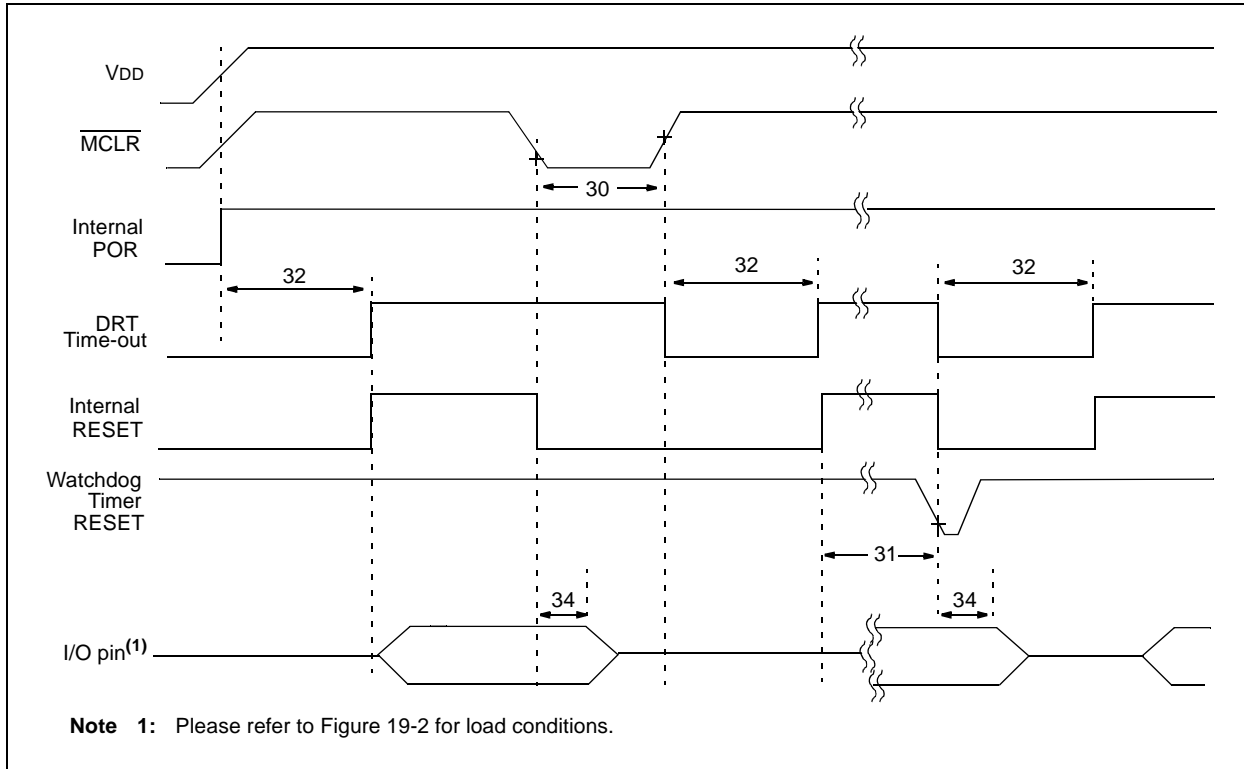 VDD
MCLR
30
Internal
POR
32
32
32
DRT
Time-out
Internal
RESET
Watchdog
Timer
RESET
31
34
34
I/O pin(1)
Note 1: Please refer to Figure 19-2 for load conditions.